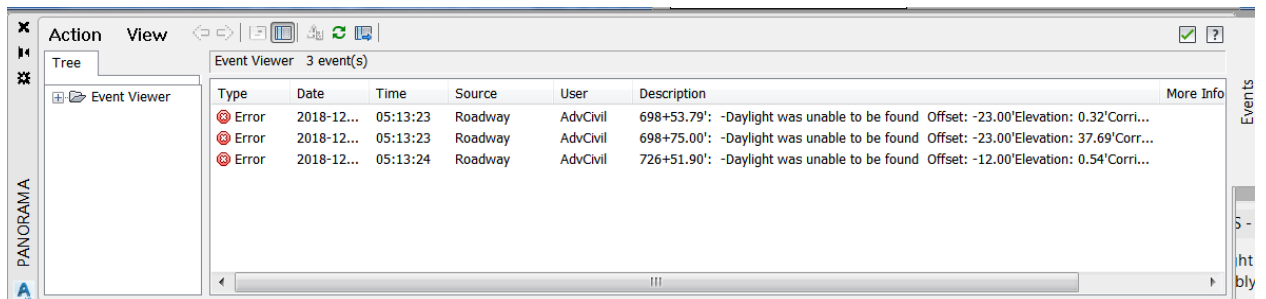 Action View
Tree
Event Viewer 3 event(s)
Event Viewer
Type Date Time Source User Description More Info
Error 2018-12... 05:13:23 Roadway AdvCivil 698+53.79': -Daylight was unable to be found Offset: -23.00'Elevation: 0.32'Corri...
Error 2018-12... 05:13:23 Roadway AdvCivil 698+75.00': -Daylight was unable to be found Offset: -23.00'Elevation: 37.69'Corr...
Error 2018-12... 05:13:24 Roadway AdvCivil 726+51.90': -Daylight was unable to be found Offset: -12.00'Elevation: 0.54'Corri...
PANORAMA
Events